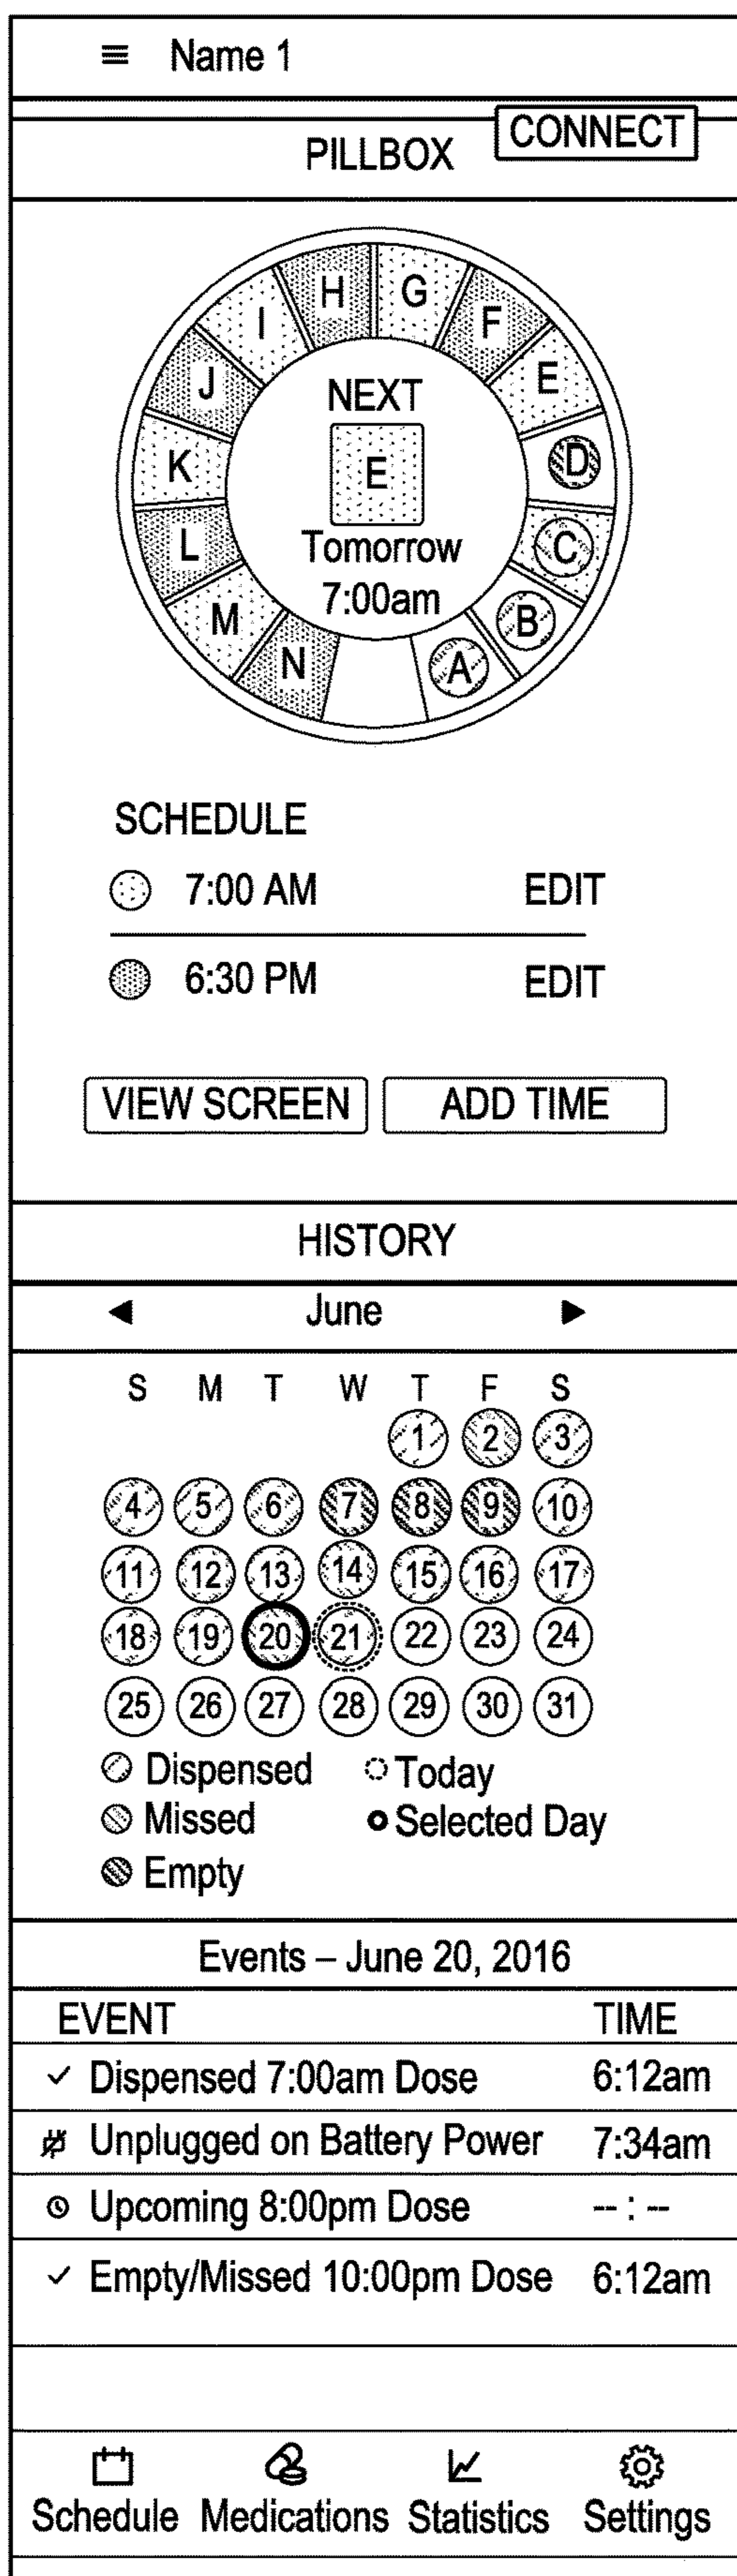 ≡ Name 1
PILLBOX CONNECT
H G
I F
J E
K D
L C
M B
N A
NEXT
E
Tomorrow
7:00am
SCHEDULE
7:00 AM EDIT
6:30 PM EDIT
VIEW SCREEN ADD TIME
HISTORY
◀ June ▶
S M T W T F S
1 2 3
4 5 6 7 8 9 10
11 12 13 14 15 16 17
18 19 20 21 22 23 24
25 26 27 28 29 30 31
Dispensed Today
Missed Selected Day
Empty
Events – June 20, 2016
EVENT TIME
✓ Dispensed 7:00am Dose 6:12am
Unplugged on Battery Power 7:34am
Upcoming 8:00pm Dose -- : --
✓ Empty/Missed 10:00pm Dose 6:12am
Schedule Medications Statistics Settings